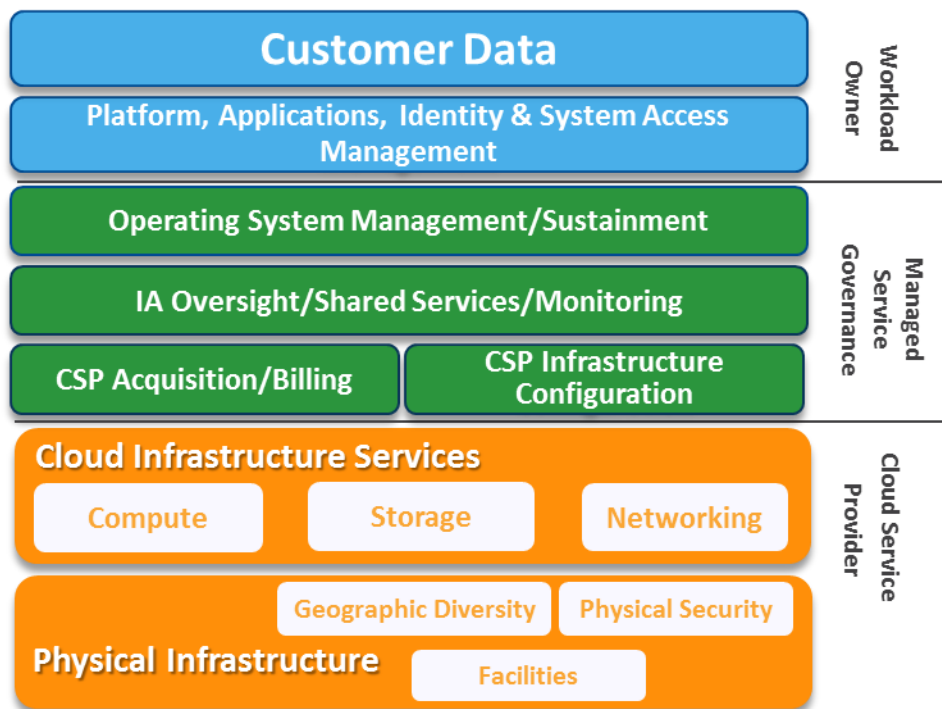 Customer Data
Platform, Applications, Identity & System Access
Management
Workload
Owner
Operating System Management/Sustainment
IA Oversight/Shared Services/Monitoring
CSP Acquisition/Billing
CSP Infrastructure
Configuration
Managed
Service
Governance
Cloud Infrastructure Services
Compute
Storage
Networking
Cloud Service
Provider
Geographic Diversity
Physical Security
Physical Infrastructure
Facilities